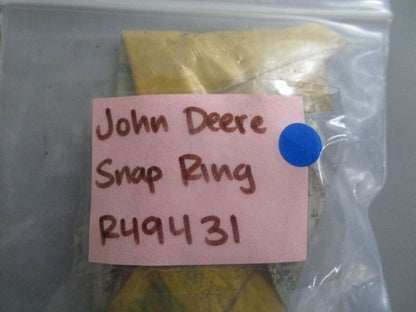 John Deere
Snap Ring
R49431